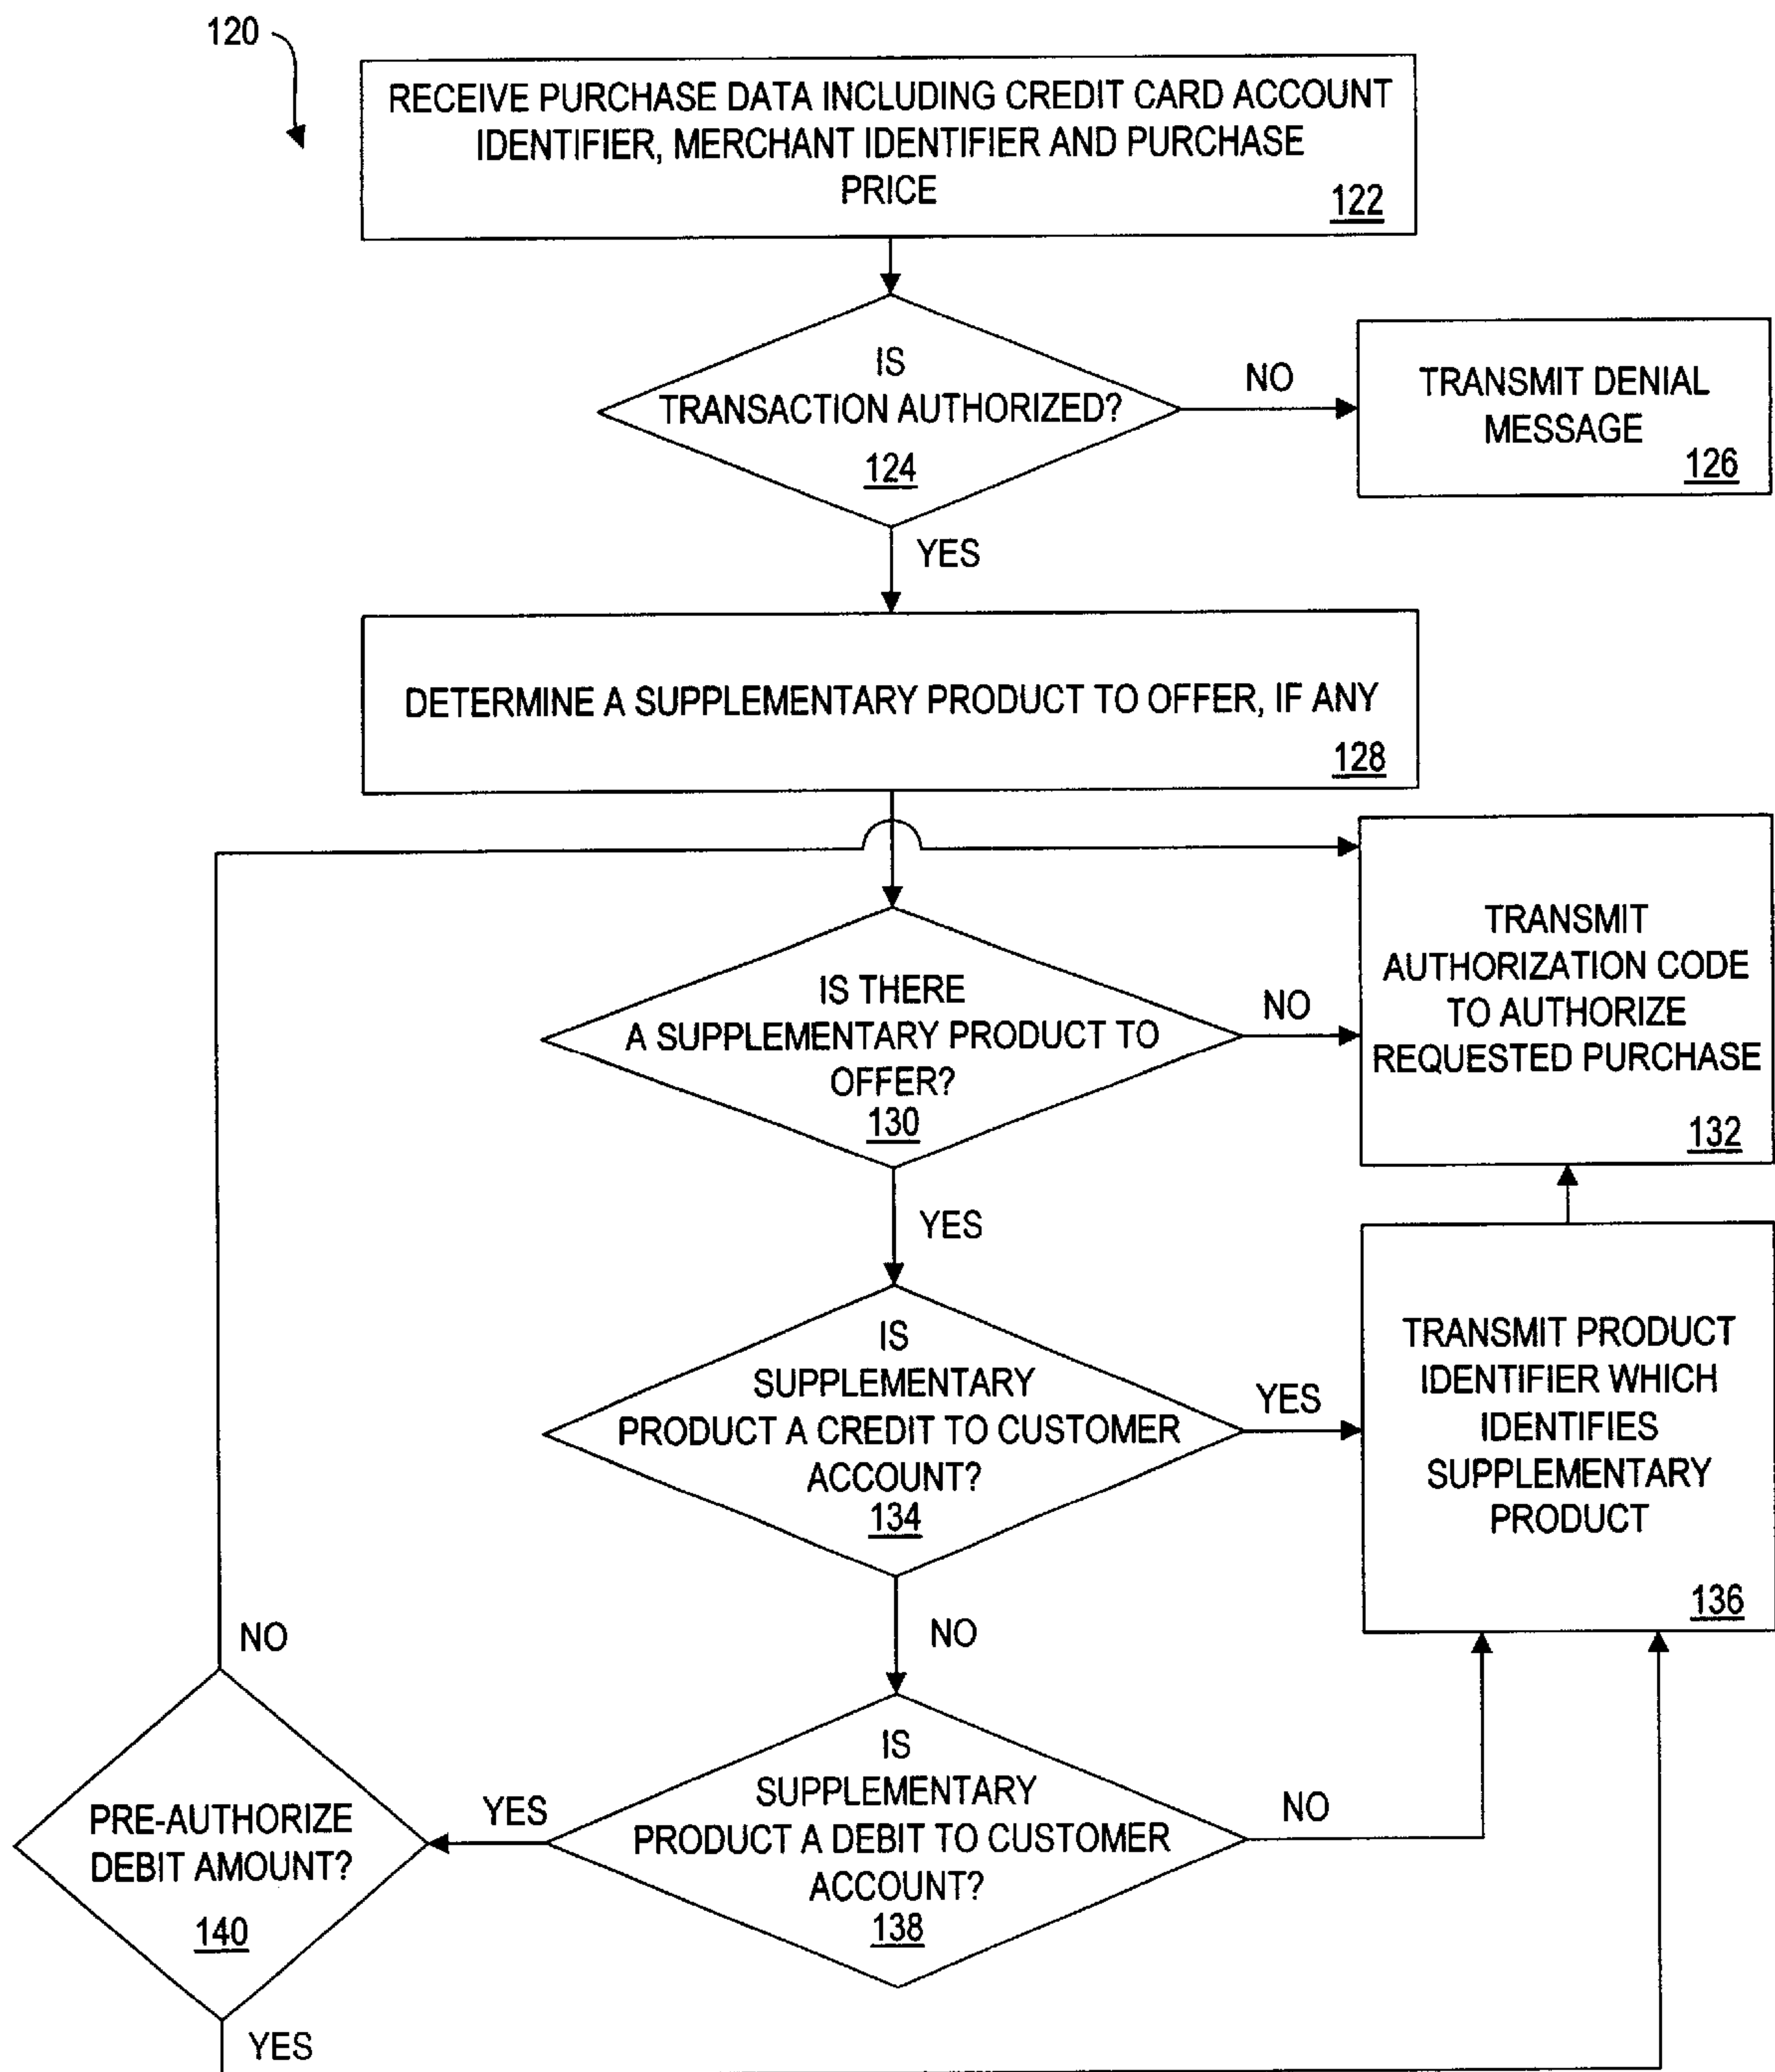 120
RECEIVE PURCHASE DATA INCLUDING CREDIT CARD ACCOUNT
IDENTIFIER, MERCHANT IDENTIFIER AND PURCHASE
PRICE
122
IS
TRANSACTION AUTHORIZED?
124
NO
TRANSMIT DENIAL
MESSAGE
126
YES
DETERMINE A SUPPLEMENTARY PRODUCT TO OFFER, IF ANY
128
IS THERE
A SUPPLEMENTARY PRODUCT TO
OFFER?
130
NO
TRANSMIT
AUTHORIZATION CODE
TO AUTHORIZE
REQUESTED PURCHASE
132
YES
IS
SUPPLEMENTARY
PRODUCT A CREDIT TO CUSTOMER
ACCOUNT?
134
YES
TRANSMIT PRODUCT
IDENTIFIER WHICH
IDENTIFIES
SUPPLEMENTARY
PRODUCT
136
NO
NO
IS
SUPPLEMENTARY
PRODUCT A DEBIT TO CUSTOMER
ACCOUNT?
138
NO
YES
PRE-AUTHORIZE
DEBIT AMOUNT?
140
YES